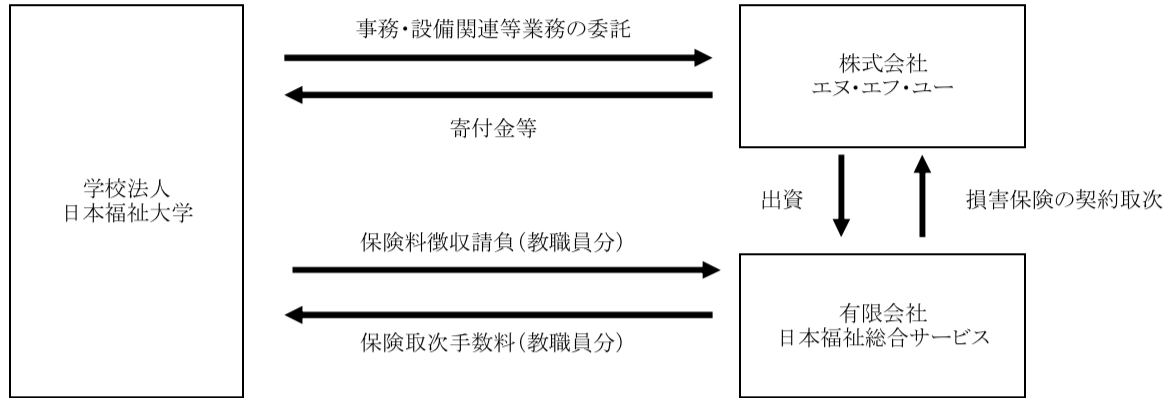 事務・設備関連等業務の委託
株式会社
エヌ・エフ・ユー
寄付金等
学校法人
日本福祉大学
出資
損害保険の契約取次
保険料徴収請負（教職員分）
有限会社
日本福祉総合サービス
保険取次手数料（教職員分）